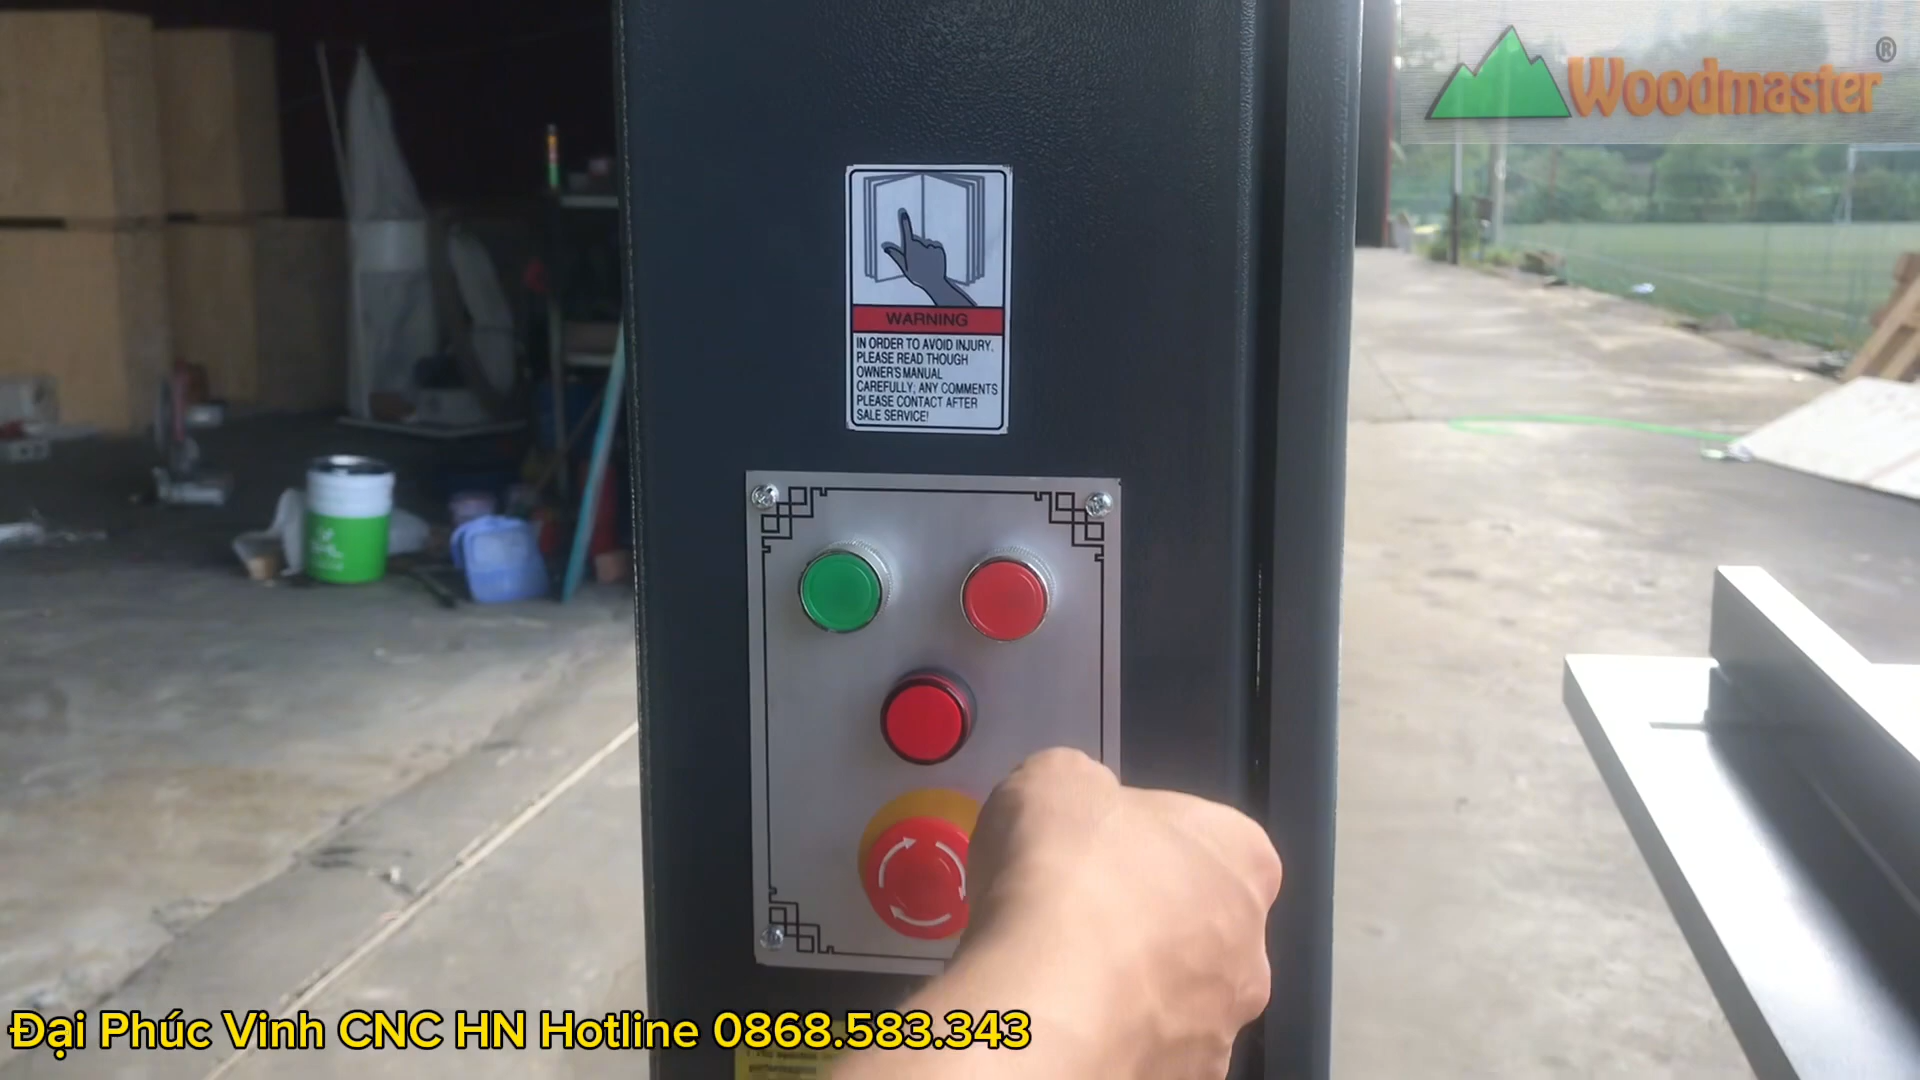 Woodmaster®
WARNING
IN ORDER TO AVOID INJURY,
PLEASE READ THOUGH
OWNER'S MANUAL
CAREFULLY; ANY COMMENTS
PLEASE CONTACT AFTER
SALE SERVICE!
Đại Phúc Vinh CNC HN Hotline 0868.583.343